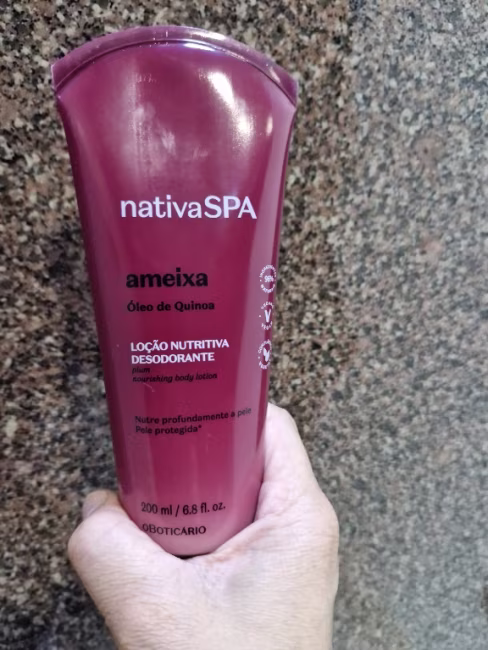 nativaSPA
ameixa
Óleo de Quinoa
LOÇÃO NUTRITIVA
DESODORANTE
plum
nourishing body lotion
Nutre profundamente a pele
Pele protegida*
200 ml / 6.8 fl. oz.
oBOTICÁRIO